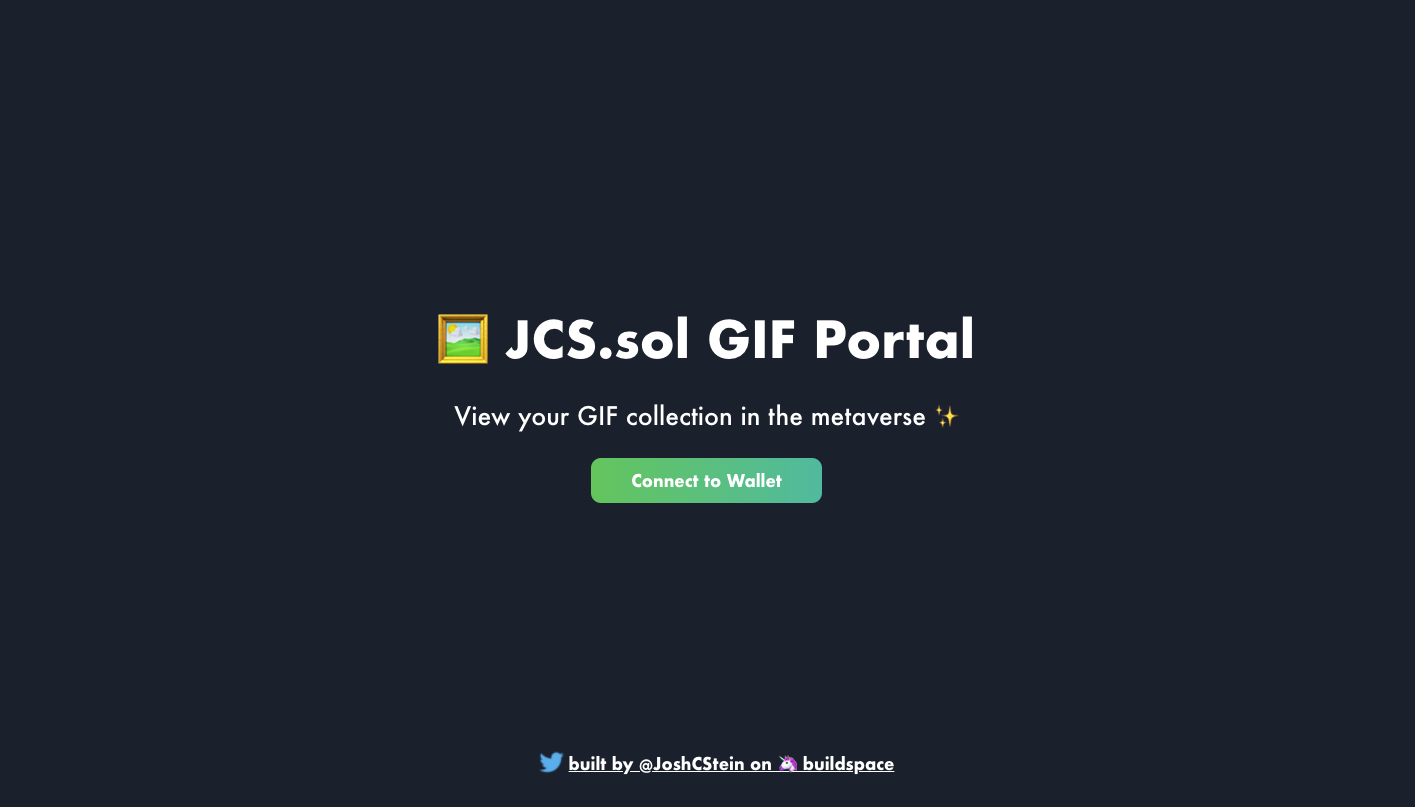 🖼️ JCS.sol GIF Portal
View your GIF collection in the metaverse ✨
Connect to Wallet
built by @JoshCStein on 🦄 buildspace